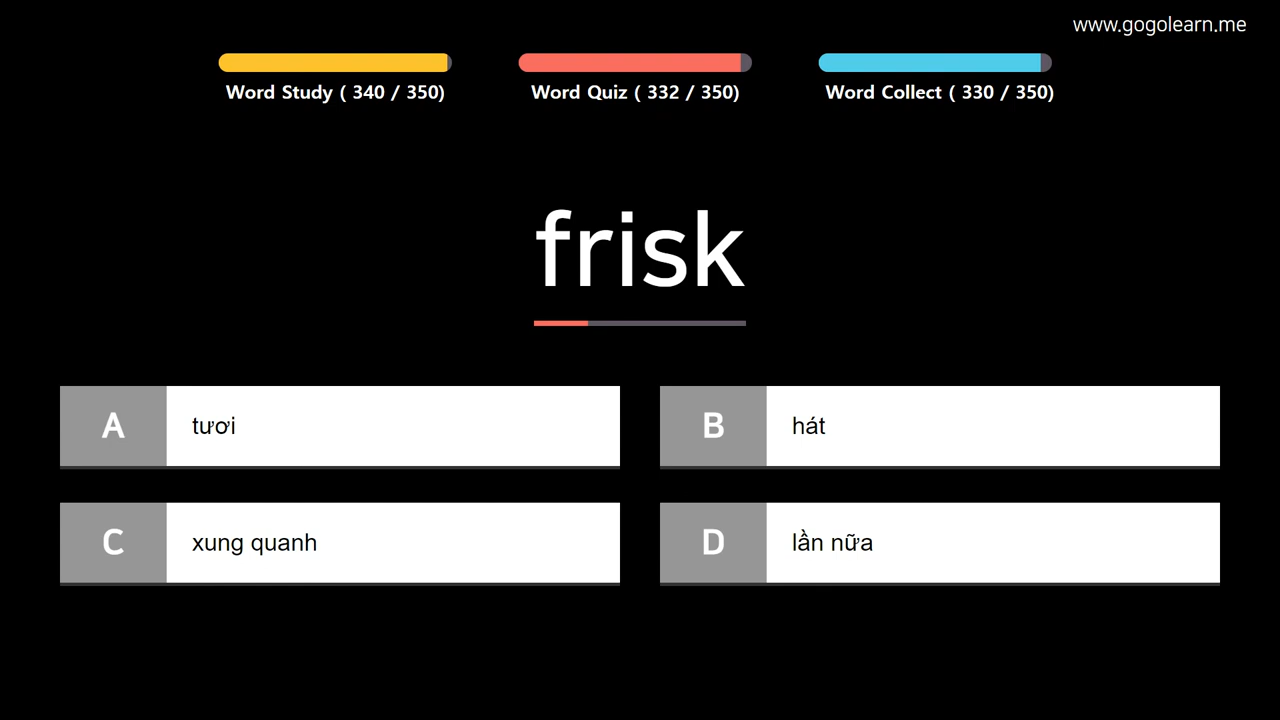 www.gogolearn.me
Word Study ( 340 / 350)
Word Quiz ( 332 / 350)
Word Collect ( 330 / 350)
frisk
A tươi
B hát
C xung quanh
D lần nữa